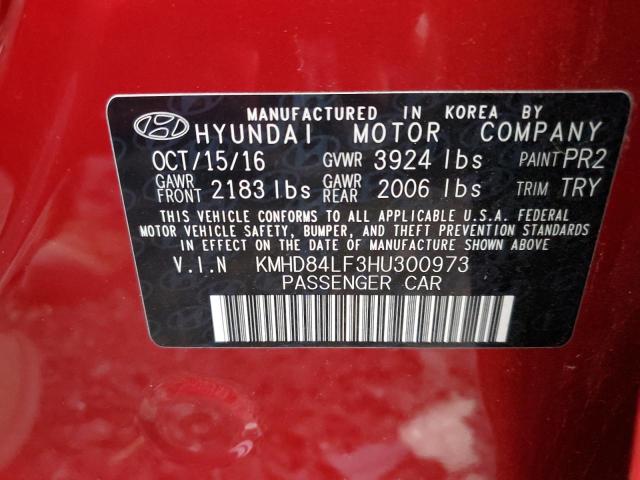 MANUFACTURED IN KOREA BY
HYUNDAI MOTOR COMPANY
OCT/15/16 GVWR 3924 lbs PAINT PR2
GAWR FRONT 2183 lbs GAWR REAR 2006 lbs TRIM TRY
THIS VEHICLE CONFORMS TO ALL APPLICABLE U.S.A. FEDERAL
MOTOR VEHICLE SAFETY, BUMPER, AND THEFT PREVENTION STANDARDS
IN EFFECT ON THE DATE OF MANUFACTURE SHOWN ABOVE
V.I.N KMHD84LF3HU300973
PASSENGER CAR